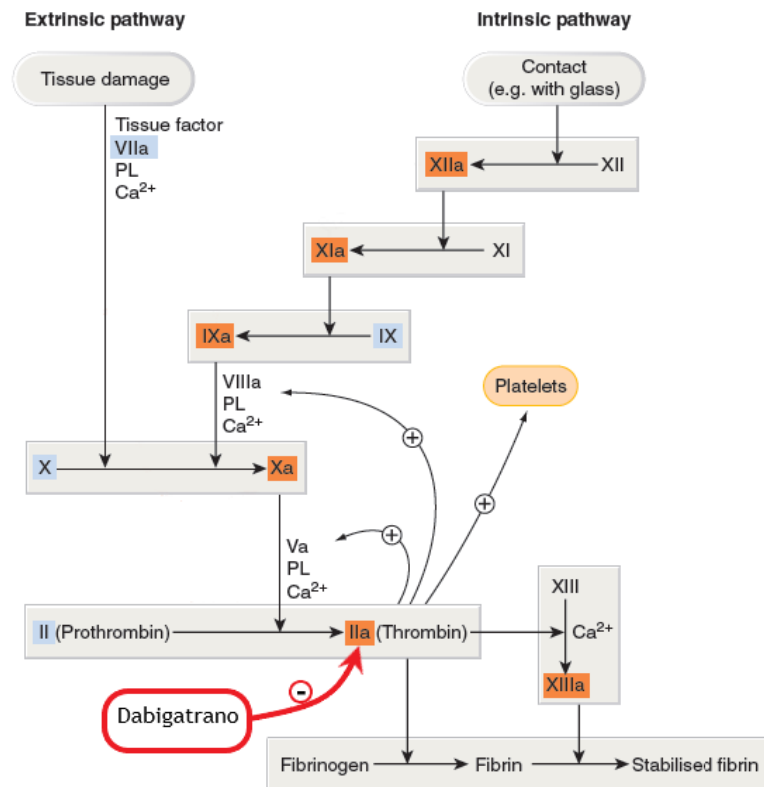 Extrinsic pathway
Intrinsic pathway
Tissue damage
Contact
(e.g. with glass)
Tissue factor
VIIa
PL
Ca²⁺
XIIa
XII
XIa
XI
IXa
IX
VIIIa
PL
Ca²⁺
Platelets
+
X
Xa
+
+
Va
PL
Ca²⁺
XIII
Ca²⁺
XIIIa
II (Prothrombin)
IIa (Thrombin)
-
Dabigatrano
Fibrinogen
Fibrin
Stabilised fibrin